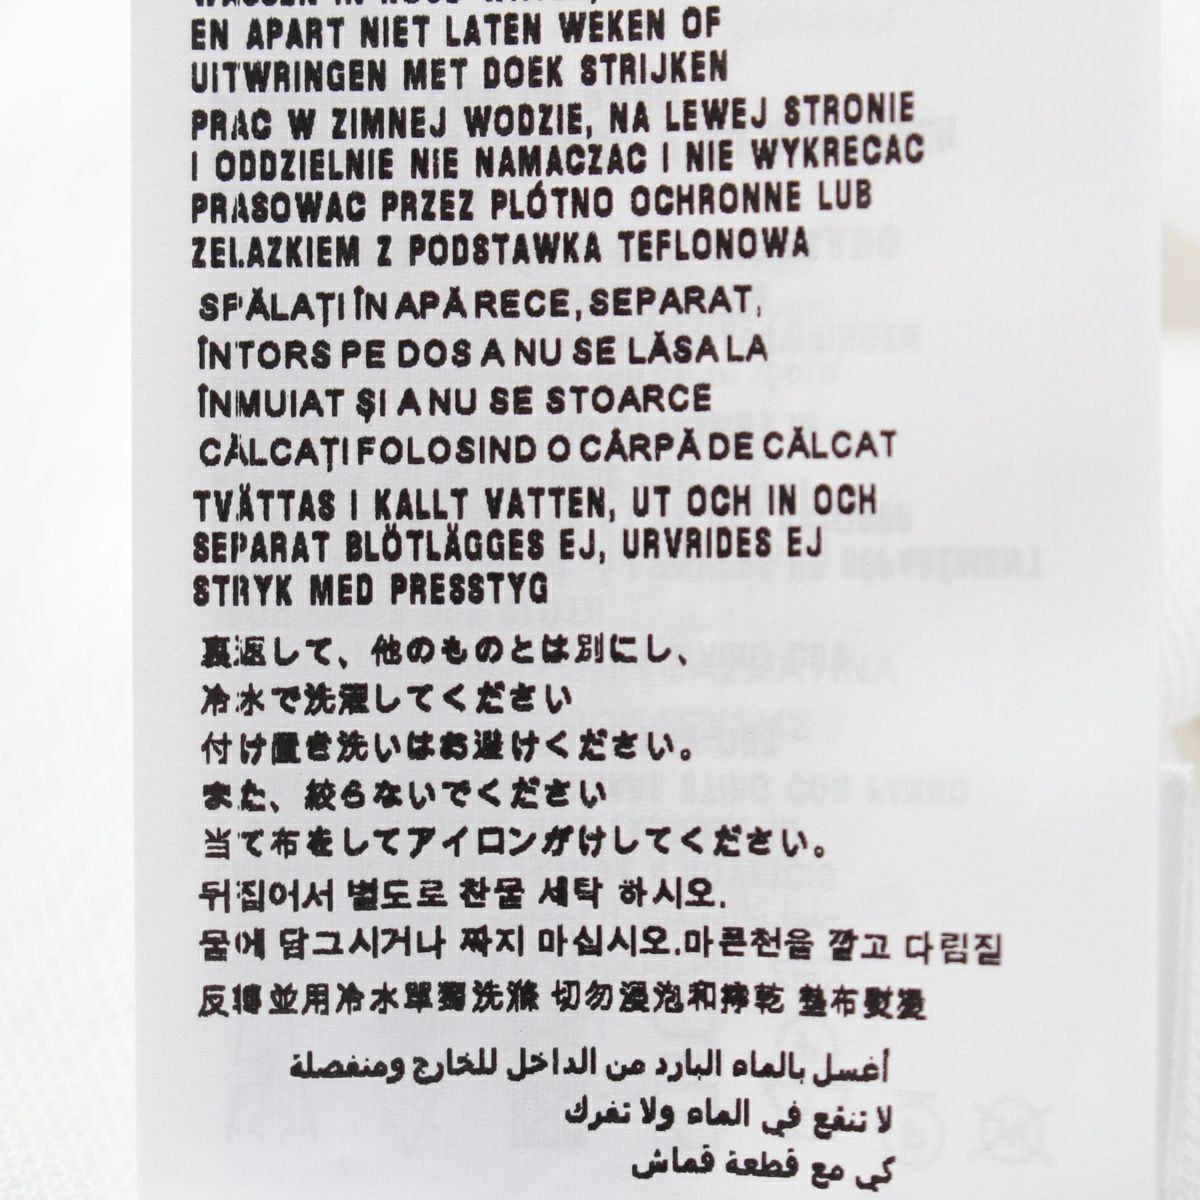 EN APART NIET LATEN WEKEN OF
UITWRINGEN MET DOEK STRIJKEN
PRAC W ZIMNEJ WODZIE, NA LEWEJ STRONIE
I ODDZIELNIE NIE NAMACZAC I NIE WYKRECAC
PRASOWAC PRZEZ PLÓTNO OCHRONNE LUB
ZELAZKIEM Z PODSTAWKA TEFLONOWA
SPĂLAȚI ÎN APĂ RECE, SEPARAT,
ÎNTORS PE DOS A NU SE LĂSA LA
ÎNMUIAT ȘI A NU SE STOARCE
CĂLCAȚI FOLOSIND O CÂRPĂ DE CĂLCAT
TVÄTTAS I KALLT VATTEN, UT OCH IN OCH
SEPARAT BLÖTLÄGGES EJ, URVRIDES EJ
STRYK MED PRESSTYG
裏返して、他のものとは別にし、
冷水で洗濯してください
付け置き洗いはお避けください。
また、絞らないでください
当て布をしてアイロンがけしてください。
뒤집어서 별도로 찬물 세탁 하시오.
물에 담그시거나 짜지 마십시오.마른천을 깔고 다림질
反轉並用冷水單獨洗滌 切勿浸泡和擰乾 墊布熨燙
أغسل بالماء البارد من الداخل للخارج ومنفصلة
لا تنقع في الماء ولا تفرك
كي مع قطعة قماش